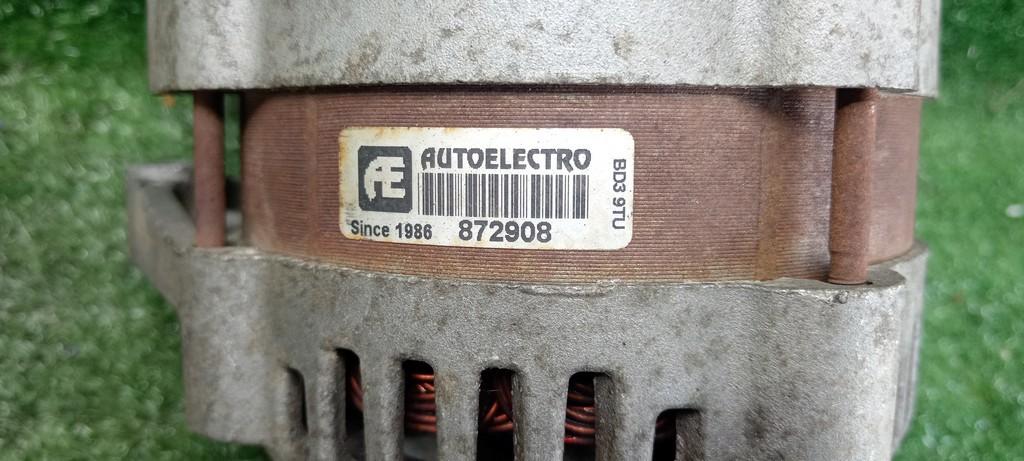 AE
AUTOELECTRO
Since 1986 872908
BD3 9TU